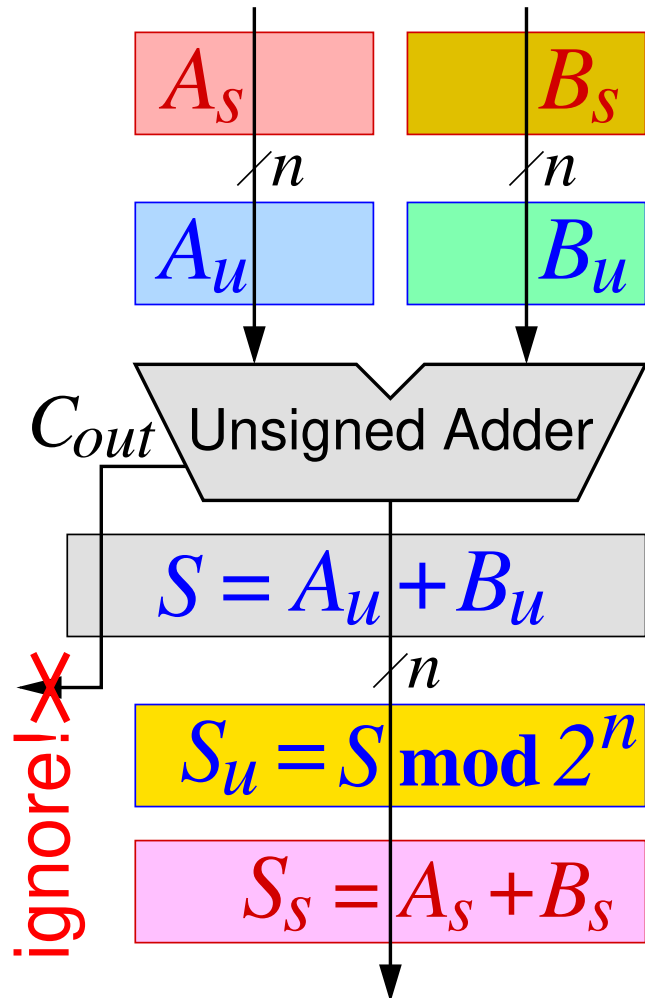 A_s B_s
n n
A_u B_u
C_out Unsigned Adder
S = A_u + B_u
n
ignore!
S_u = S mod 2^n
S_s = A_s + B_s